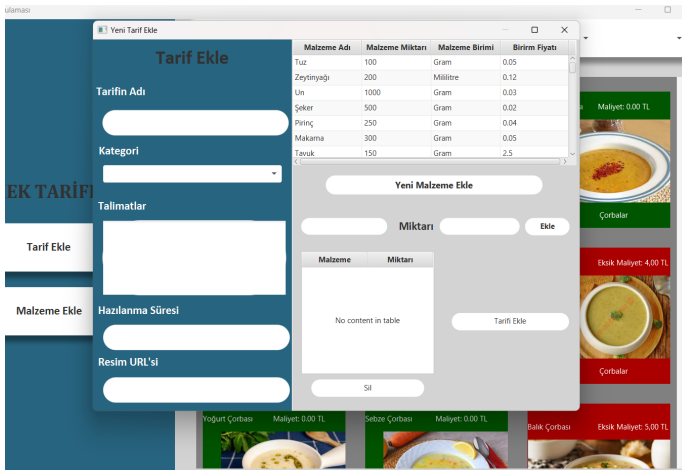 ulaması
Yeni Tarif Ekle
Tarif Ekle
Tarifin Adı
Kategori
Talimatlar
Hazılanma Süresi
Resim URL'si
Malzeme Adı Malzeme Miktarı Malzeme Birimi Birirm Fiyatı
Tuz 100 Gram 0.05
Zeytinyağı 200 Mililitre 0.12
Un 1000 Gram 0.03
Şeker 500 Gram 0.02
Pirinç 250 Gram 0.04
Makarna 300 Gram 0.05
Tavuk 150 Gram 2.5
Yeni Malzeme Ekle
Miktarı Ekle
Malzeme Miktarı
No content in table
Tarifi Ekle
Sil
EK TARİFİ
Tarif Ekle
Malzeme Ekle
Maliyet: 0.00 TL
Çorbalar
Eksik Maliyet: 4,00 TL
Çorbalar
Yoğurt Çorbası Maliyet: 0.00 TL
Sebze Çorbası Maliyet: 0.00 TL
Balık Çorbası Eksik Maliyet: 5,00 TL